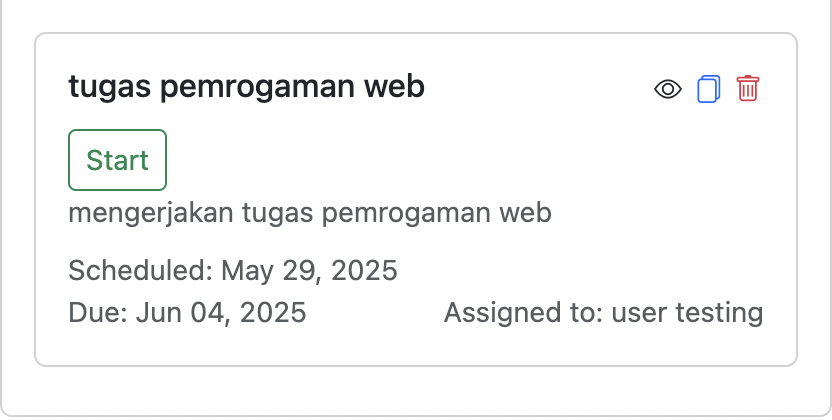 tugas pemrogaman web
Start
mengerjakan tugas pemrogaman web
Scheduled: May 29, 2025
Due: Jun 04, 2025
Assigned to: user testing